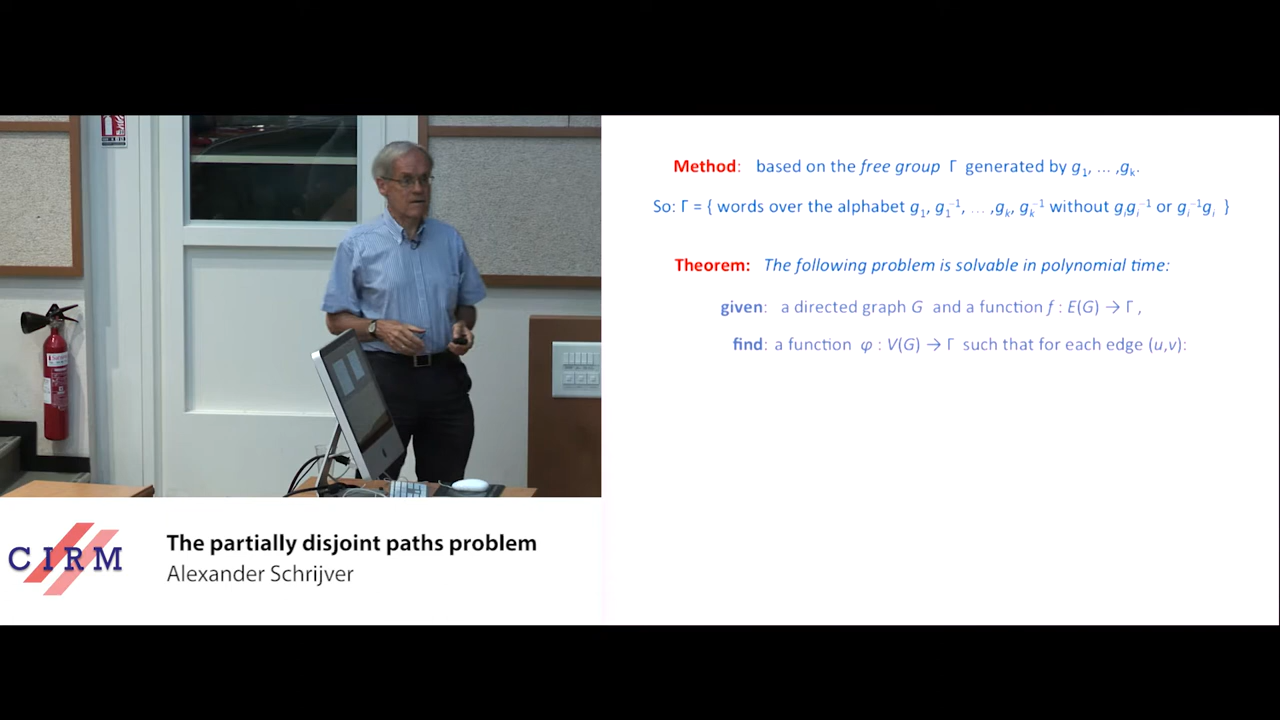 Method: based on the free group Γ generated by g₁, … ,gₖ.
So: Γ = { words over the alphabet g₁, g₁⁻¹, … ,gₖ, gₖ⁻¹ without gᵢgᵢ⁻¹ or gᵢ⁻¹gᵢ }
Theorem: The following problem is solvable in polynomial time:
given: a directed graph G and a function f : E(G) → Γ ,
find: a function φ : V(G) → Γ such that for each edge (u,v):
CIRM
The partially disjoint paths problem
Alexander Schrijver